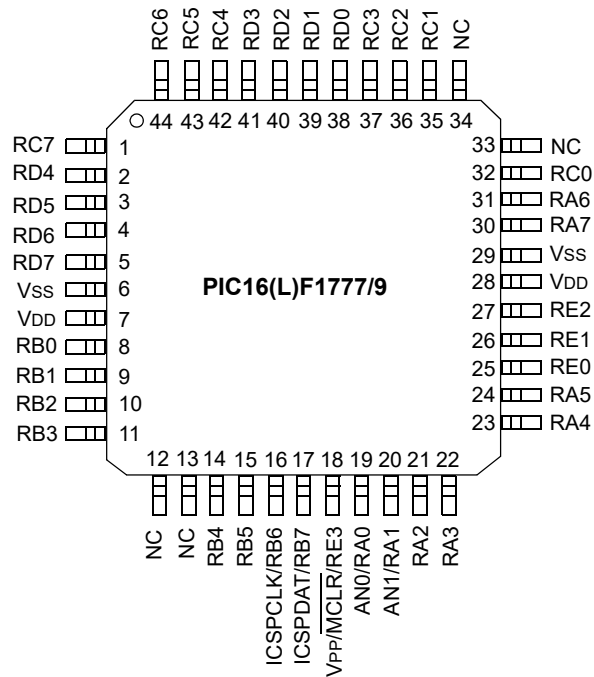 RC6
RC5
RC4
RD3
RD2
RD1
RD0
RC3
RC2
RC1
NC
44 43 42 41 40 39 38 37 36 35 34
RC7 1
RD4 2
RD5 3
RD6 4
RD7 5
VSS 6
VDD 7
RB0 8
RB1 9
RB2 10
RB3 11
PIC16(L)F1777/9
33 NC
32 RC0
31 RA6
30 RA7
29 VSS
28 VDD
27 RE2
26 RE1
25 RE0
24 RA5
23 RA4
12 13 14 15 16 17 18 19 20 21 22
NC
NC
RB4
RB5
ICSPCLK/RB6
ICSPDAT/RB7
VPP/MCLR/RE3
AN0/RA0
AN1/RA1
RA2
RA3